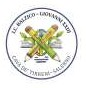 I.C. BALZICO - GIOVANNI XXIII
CAVA DE' TIRRENI - SALERNO